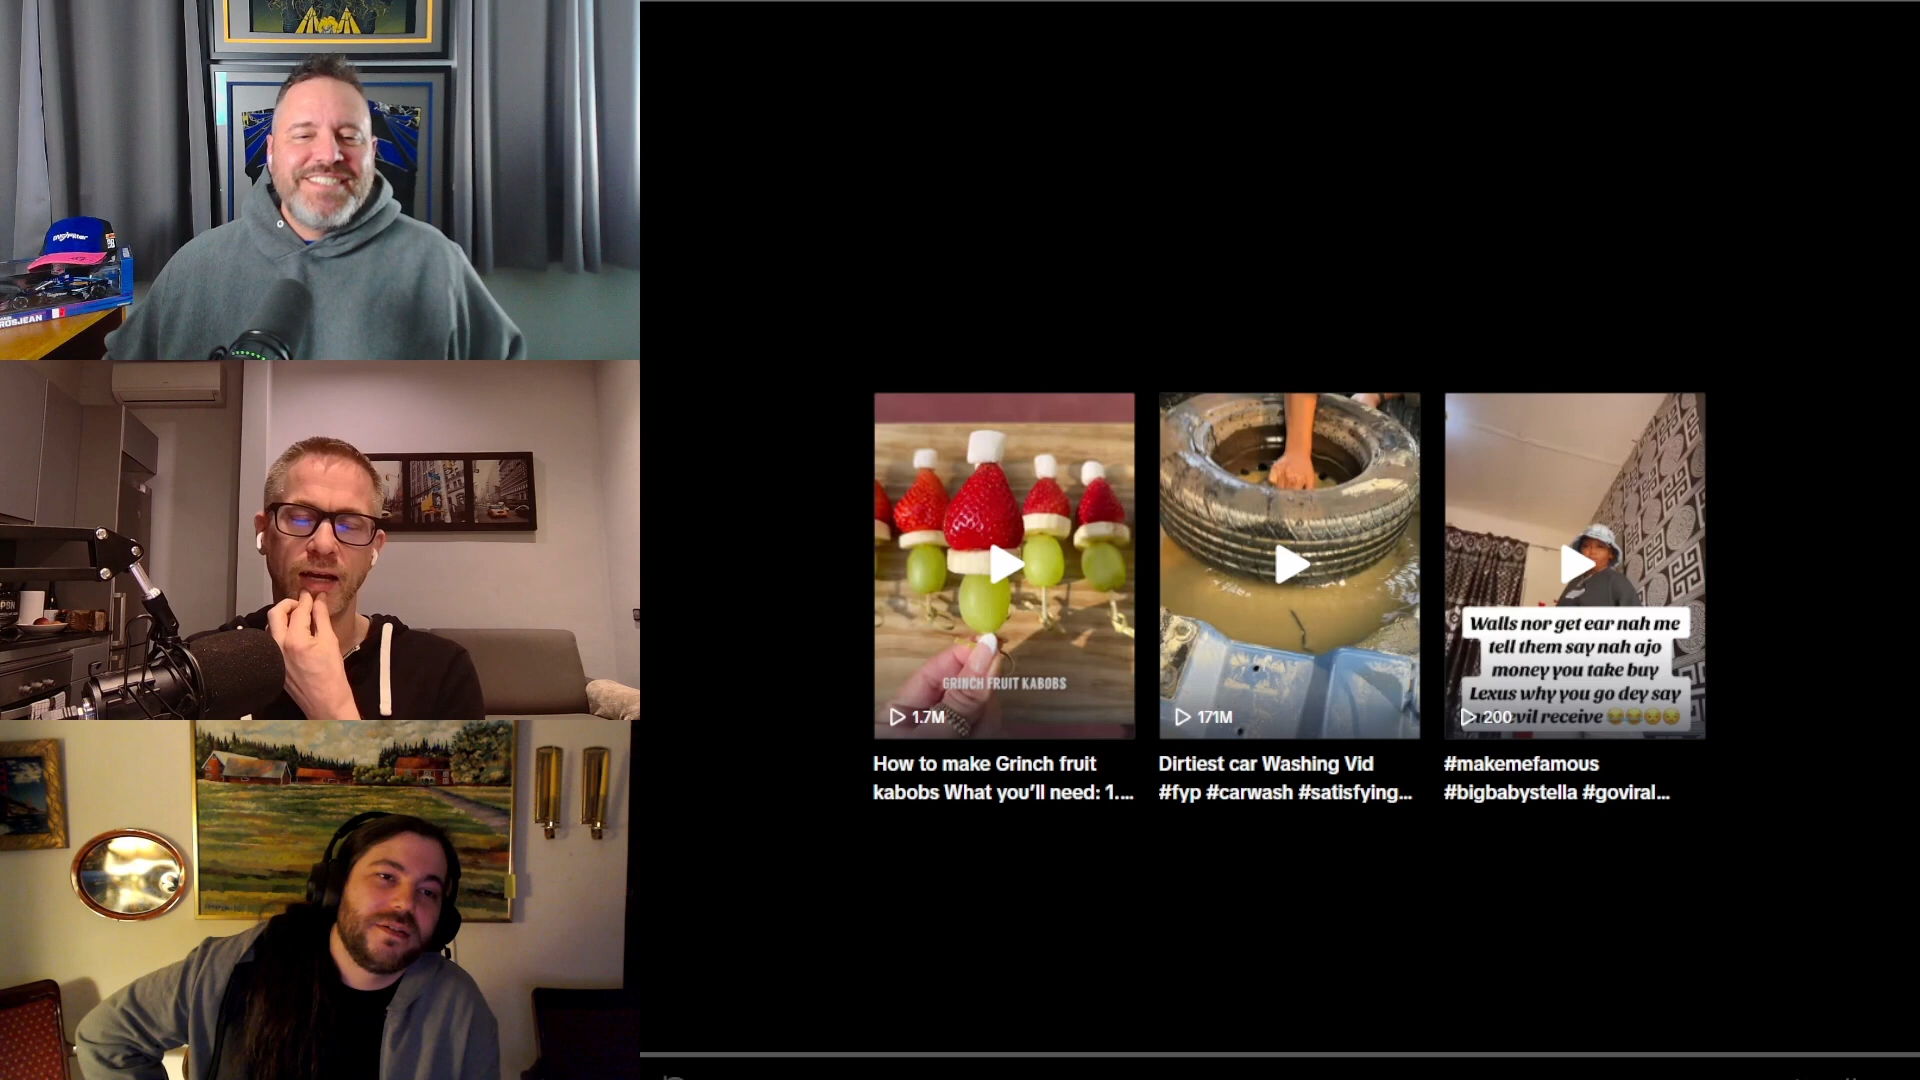 ROSJEAN
GRINCH FRUIT KABOBS
1.7M
How to make Grinch fruit
kabobs What you’ll need: 1....
171M
Dirtiest car Washing Vid
#fyp #carwash #satisfying...
Walls nor get ear nah me
tell them say nah ajo
money you take buy
Lexus why you go dey say
evil receive 😂😂😣😣
200
#makemefamous
#bigbabystella #goviral...